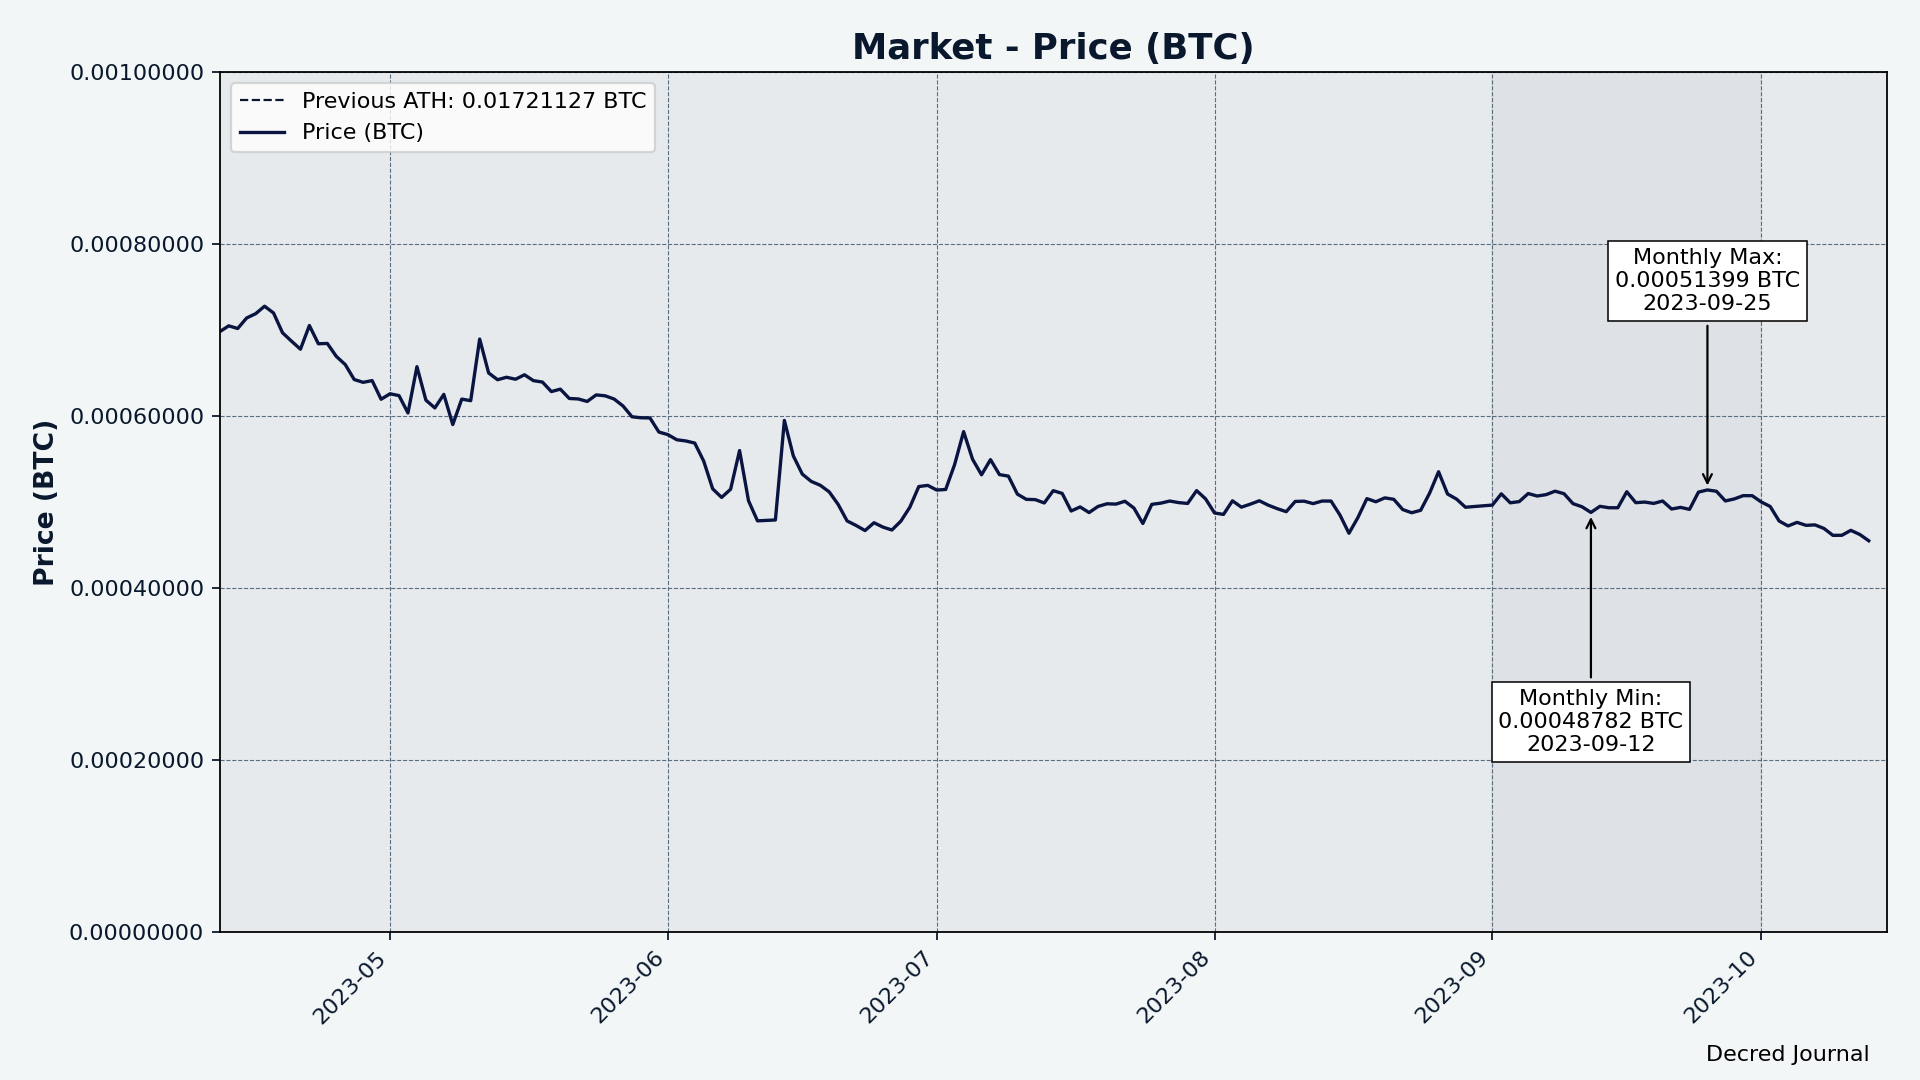 Market - Price (BTC)
Previous ATH: 0.01721127 BTC
Price (BTC)
Price (BTC)
0.00100000
0.00080000
0.00060000
0.00040000
0.00020000
0.00000000
Monthly Max:
0.00051399 BTC
2023-09-25
Monthly Min:
0.00048782 BTC
2023-09-12
2023-05
2023-06
2023-07
2023-08
2023-09
2023-10
Decred Journal